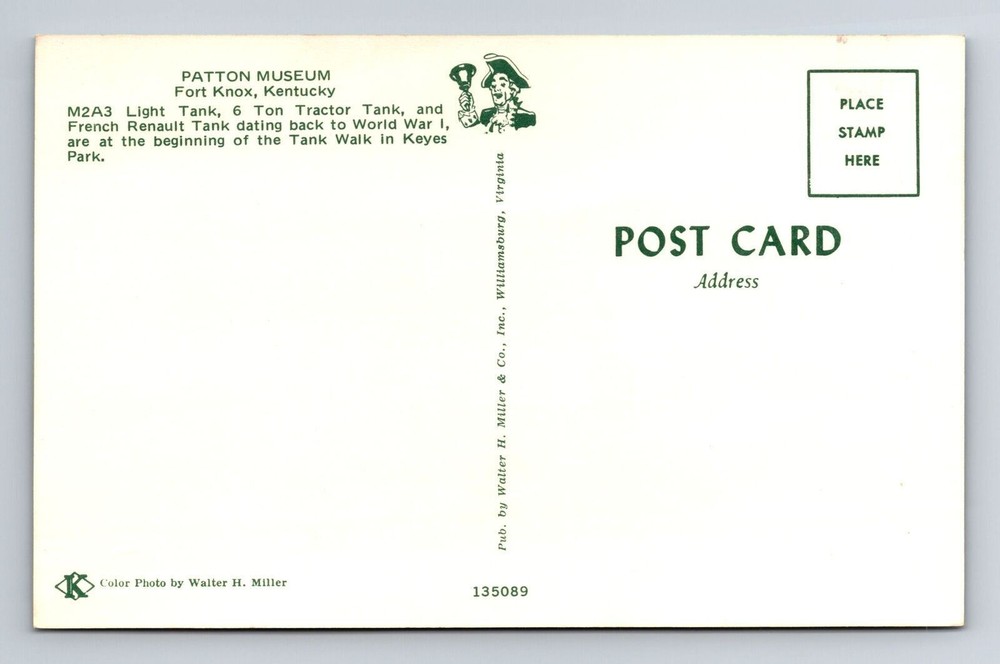 PATTON MUSEUM
Fort Knox, Kentucky
M2A3 Light Tank, 6 Ton Tractor Tank, and
French Renault Tank dating back to World War I,
are at the beginning of the Tank Walk in Keyes
Park.
K
Color Photo by Walter H. Miller
Pub. by Walter H. Miller & Co., Inc., Williamsburg, Virginia
135089
PLACE
STAMP
HERE
POST CARD
Address